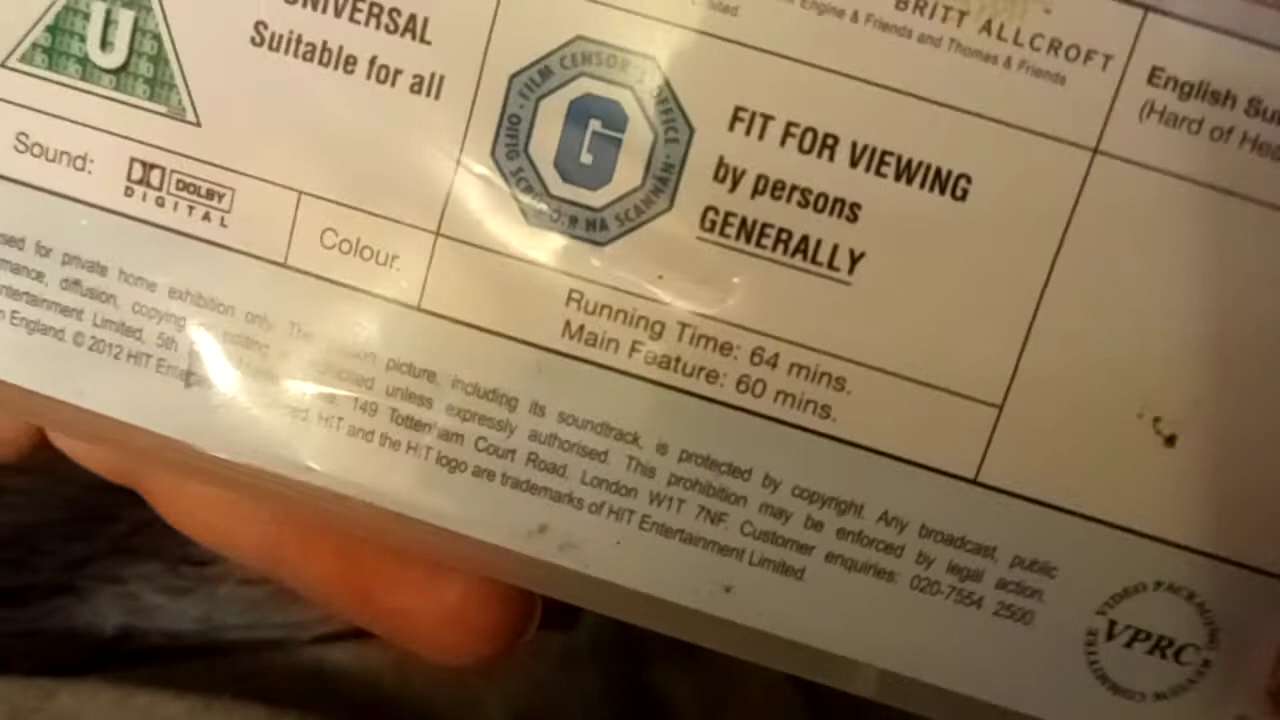 U
UNIVERSAL
Suitable for all
FILM CENSOR'S OFFICE
OIFIG SCRÚDÓIR NA SCANNÁN
G
FIT FOR VIEWING
by persons
GENERALLY
BRITT ALLCROFT
Engine & Friends and Thomas & Friends
English Su
(Hard of Hea
Sound:
DOLBY
DIGITAL
Colour.
Running Time: 64 mins.
Main Feature: 60 mins.
for private home exhibition only. The picture, including its soundtrack, is protected by copyright. Any broadcast, public
diffusion, copying, editing unless expressly authorised. This prohibition may be enforced by legal action.
Entertainment Limited, 5th 149 Tottenham Court Road, London W1T 7NF. Customer enquiries: 020-7554 2500
England. © 2012 HIT HIT and the HIT logo are trademarks of HIT Entertainment Limited.
VIDEO PACKAGING REVIEW COMMITTEE
VPRC